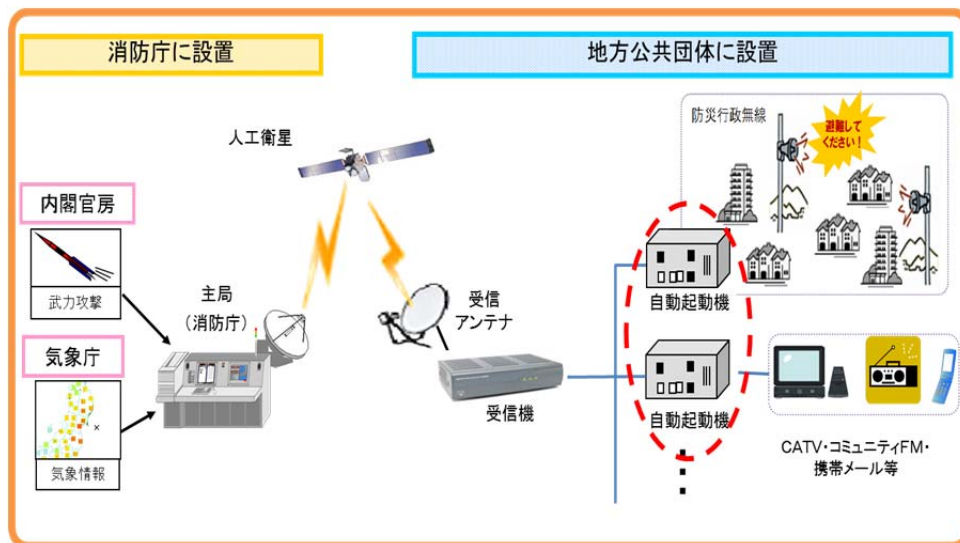 消防庁に設置
地方公共団体に設置
人工衛星
防災行政無線
避難して
ください！
内閣官房
武力攻撃
主局
（消防庁）
気象庁
気象情報
受信
アンテナ
受信機
自動起動機
自動起動機
CATV・コミュニティFM・
携帯メール等